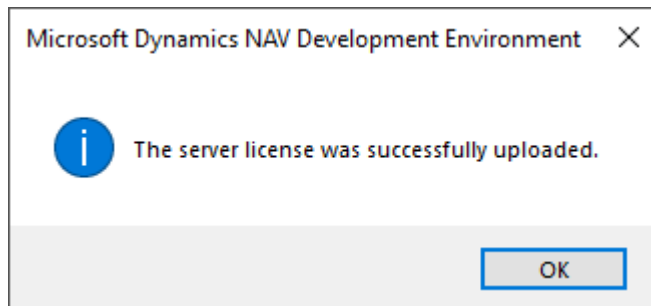 Microsoft Dynamics NAV Development Environment
The server license was successfully uploaded.
OK